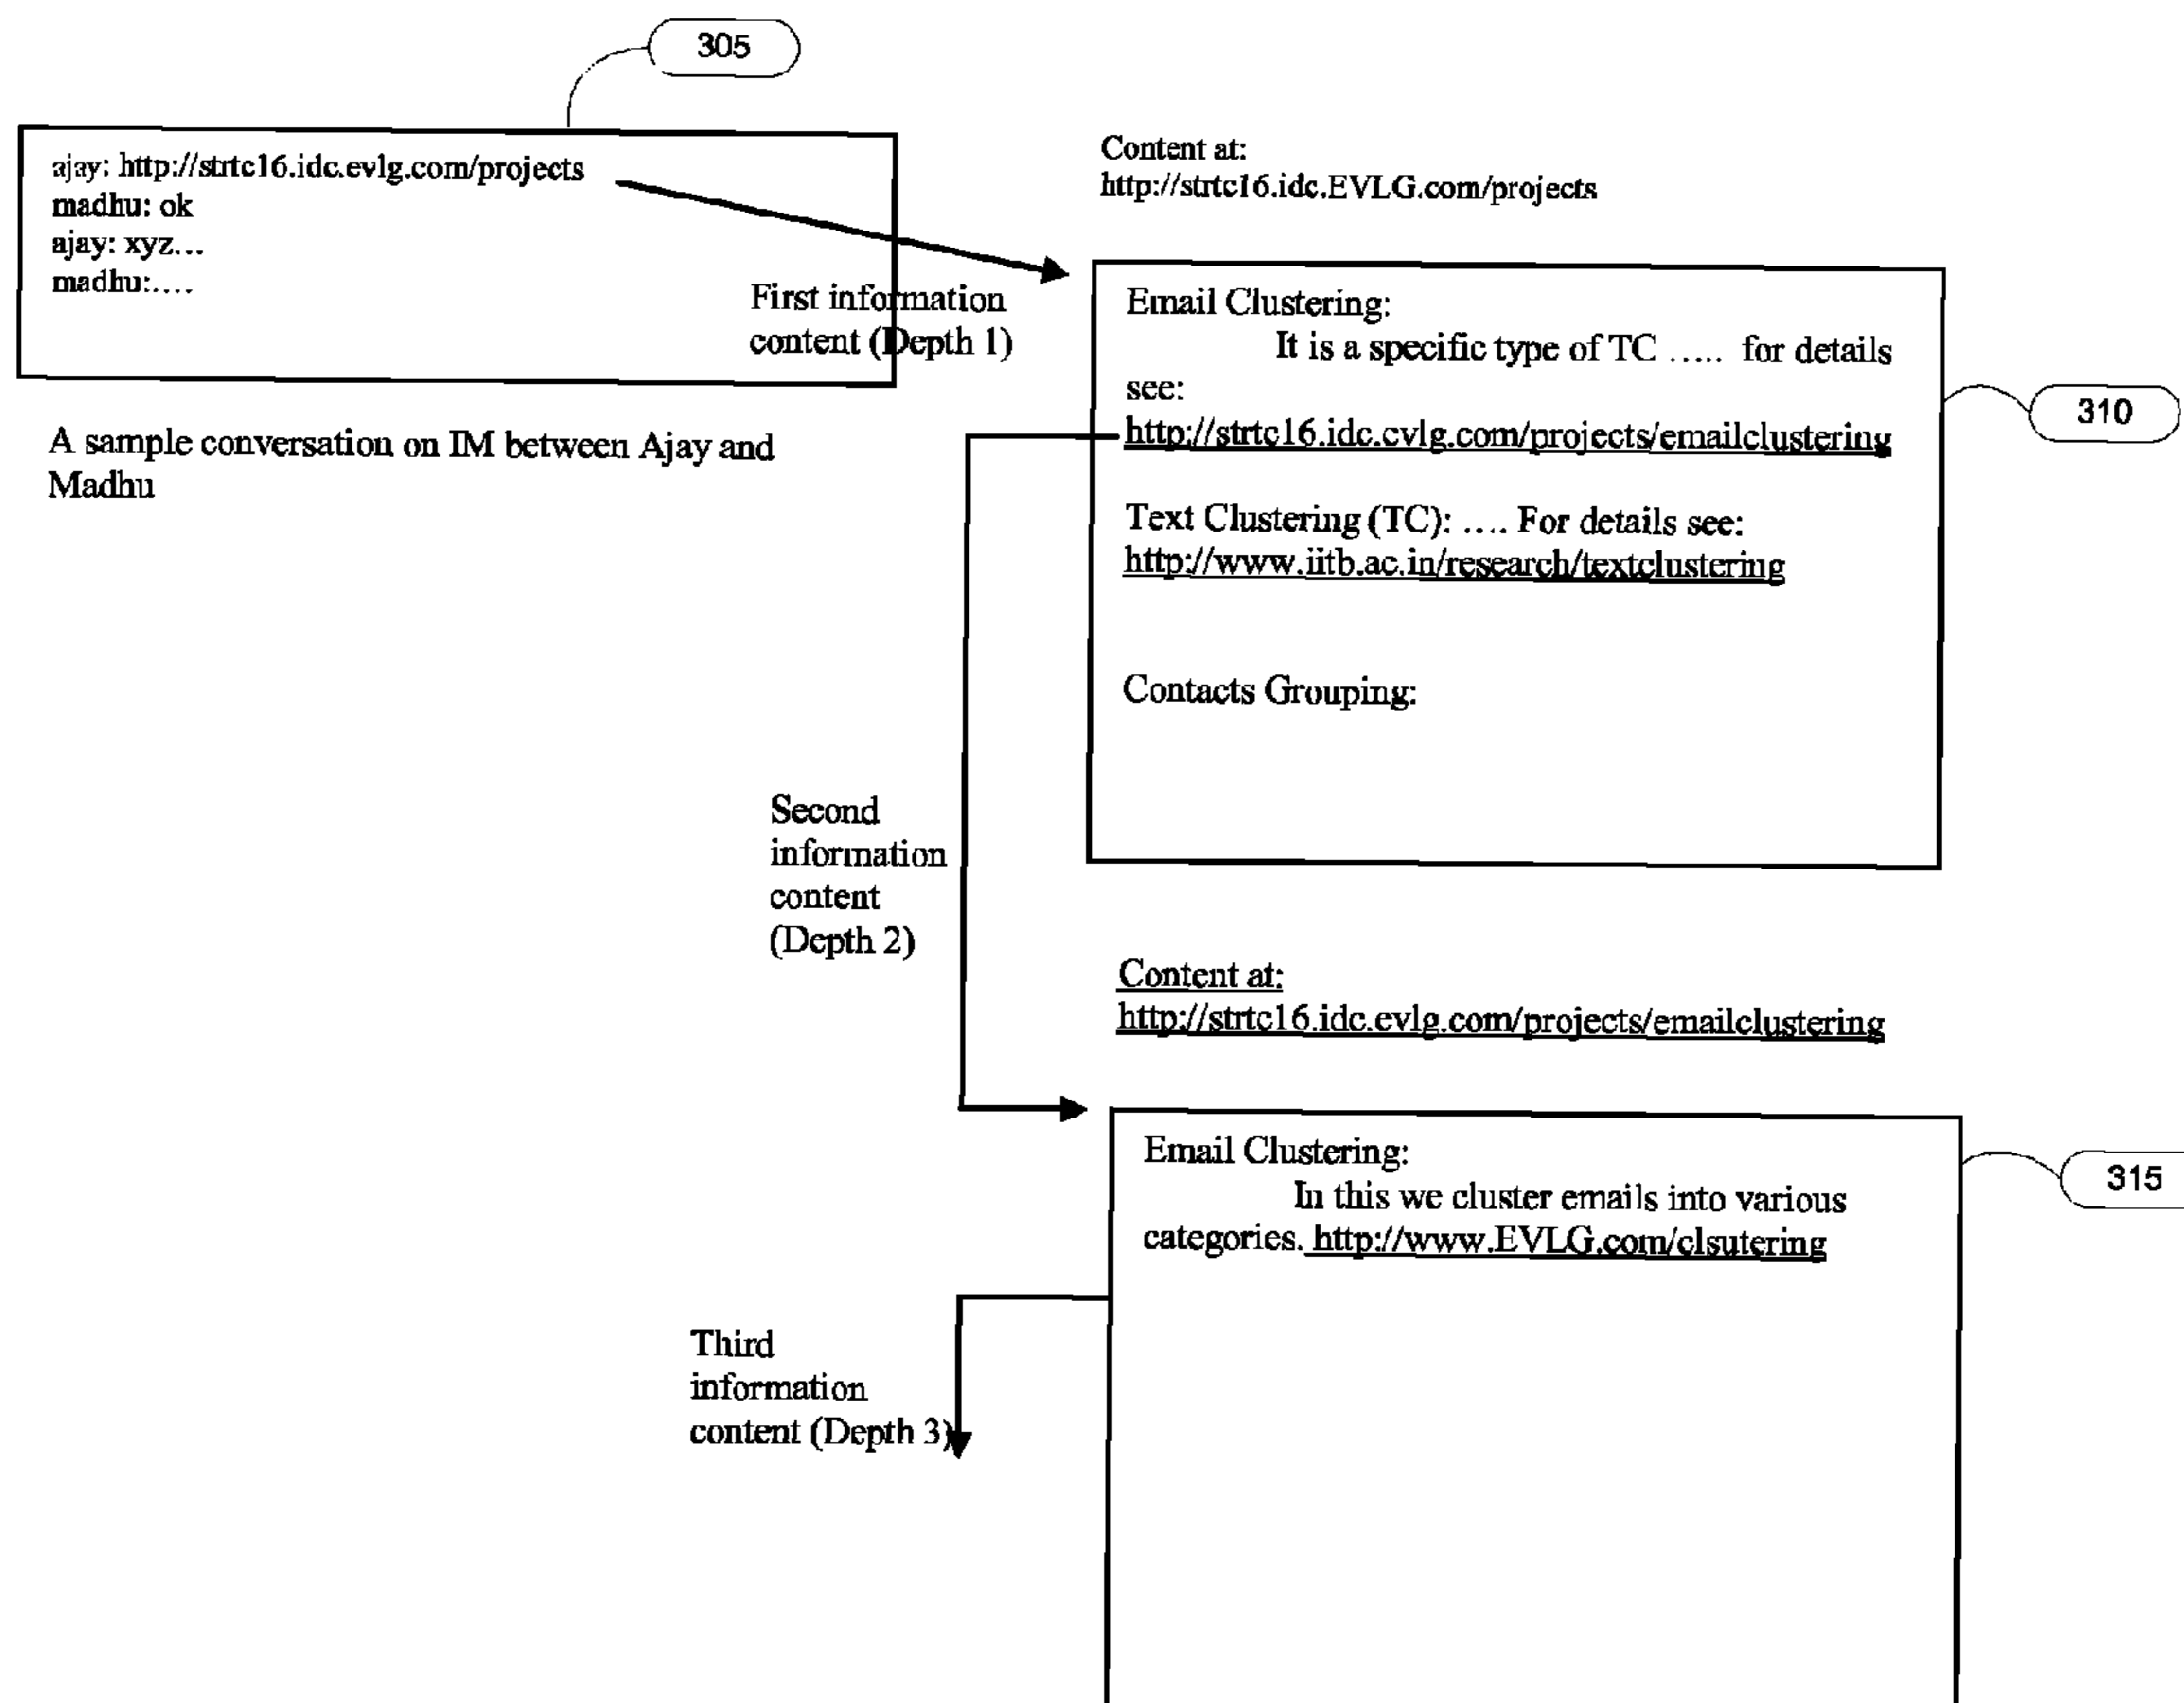 305
ajay: http://strtc16.idc.evlg.com/projects
madhu: ok
ajay: xyz...
madhu:....
A sample conversation on IM between Ajay and
Madhu
First information
content (Depth 1)
Content at:
http://strtc16.idc.EVLG.com/projects
Email Clustering:
It is a specific type of TC ..... for details
see:
http://strtc16.idc.evlg.com/projects/emailclustering
Text Clustering (TC): .... For details see:
http://www.iitb.ac.in/research/textclustering
Contacts Grouping:
310
Second
information
content
(Depth 2)
Content at:
http://strtc16.idc.evlg.com/projects/emailclustering
Email Clustering:
In this we cluster emails into various
categories. http://www.EVLG.com/clsutering
315
Third
information
content (Depth 3)